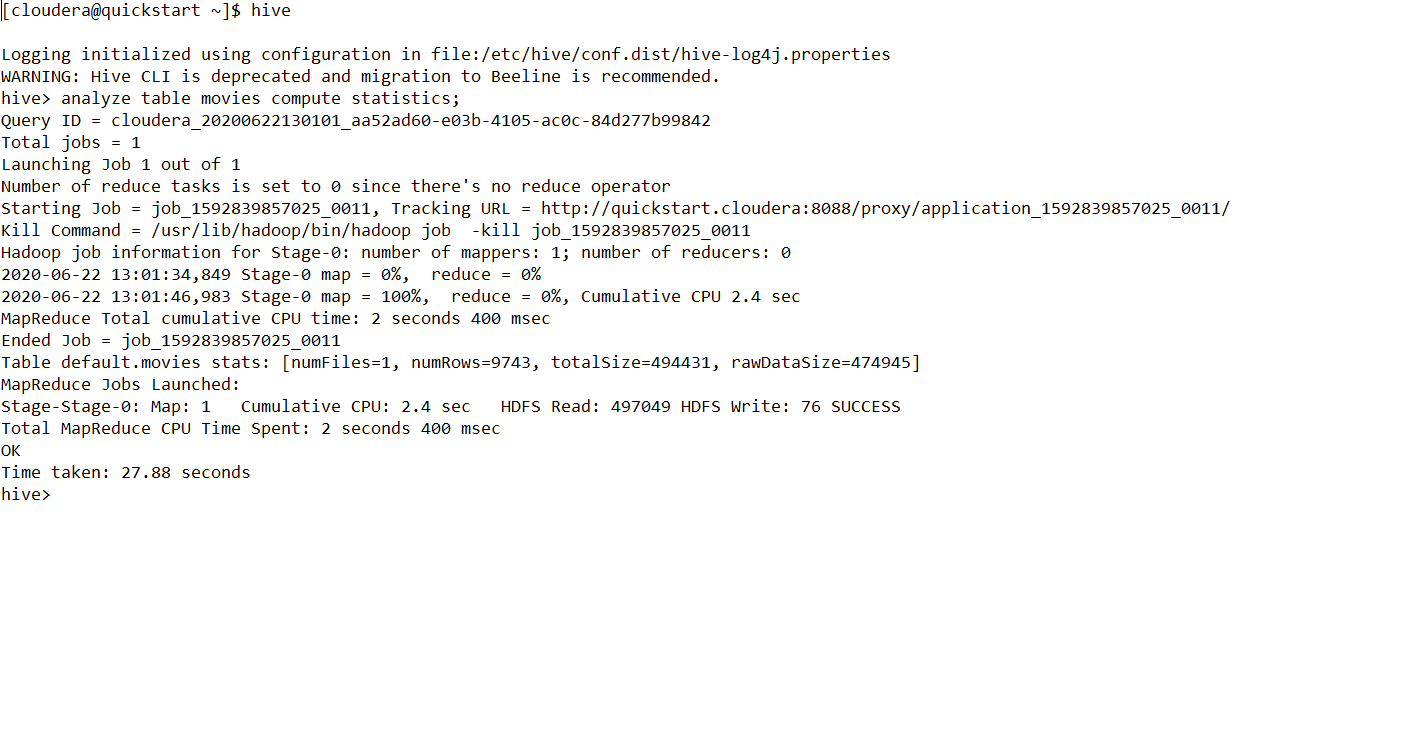 [cloudera@quickstart ~]$ hive
Logging initialized using configuration in file:/etc/hive/conf.dist/hive-log4j.properties
WARNING: Hive CLI is deprecated and migration to Beeline is recommended.
hive> analyze table movies compute statistics;
Query ID = cloudera_20200622130101_aa52ad60-e03b-4105-ac0c-84d277b99842
Total jobs = 1
Launching Job 1 out of 1
Number of reduce tasks is set to 0 since there's no reduce operator
Starting Job = job_1592839857025_0011, Tracking URL = http://quickstart.cloudera:8088/proxy/application_1592839857025_0011/
Kill Command = /usr/lib/hadoop/bin/hadoop job  -kill job_1592839857025_0011
Hadoop job information for Stage-0: number of mappers: 1; number of reducers: 0
2020-06-22 13:01:34,849 Stage-0 map = 0%,  reduce = 0%
2020-06-22 13:01:46,983 Stage-0 map = 100%,  reduce = 0%, Cumulative CPU 2.4 sec
MapReduce Total cumulative CPU time: 2 seconds 400 msec
Ended Job = job_1592839857025_0011
Table default.movies stats: [numFiles=1, numRows=9743, totalSize=494431, rawDataSize=474945]
MapReduce Jobs Launched:
Stage-Stage-0: Map: 1   Cumulative CPU: 2.4 sec   HDFS Read: 497049 HDFS Write: 76 SUCCESS
Total MapReduce CPU Time Spent: 2 seconds 400 msec
OK
Time taken: 27.88 seconds
hive>